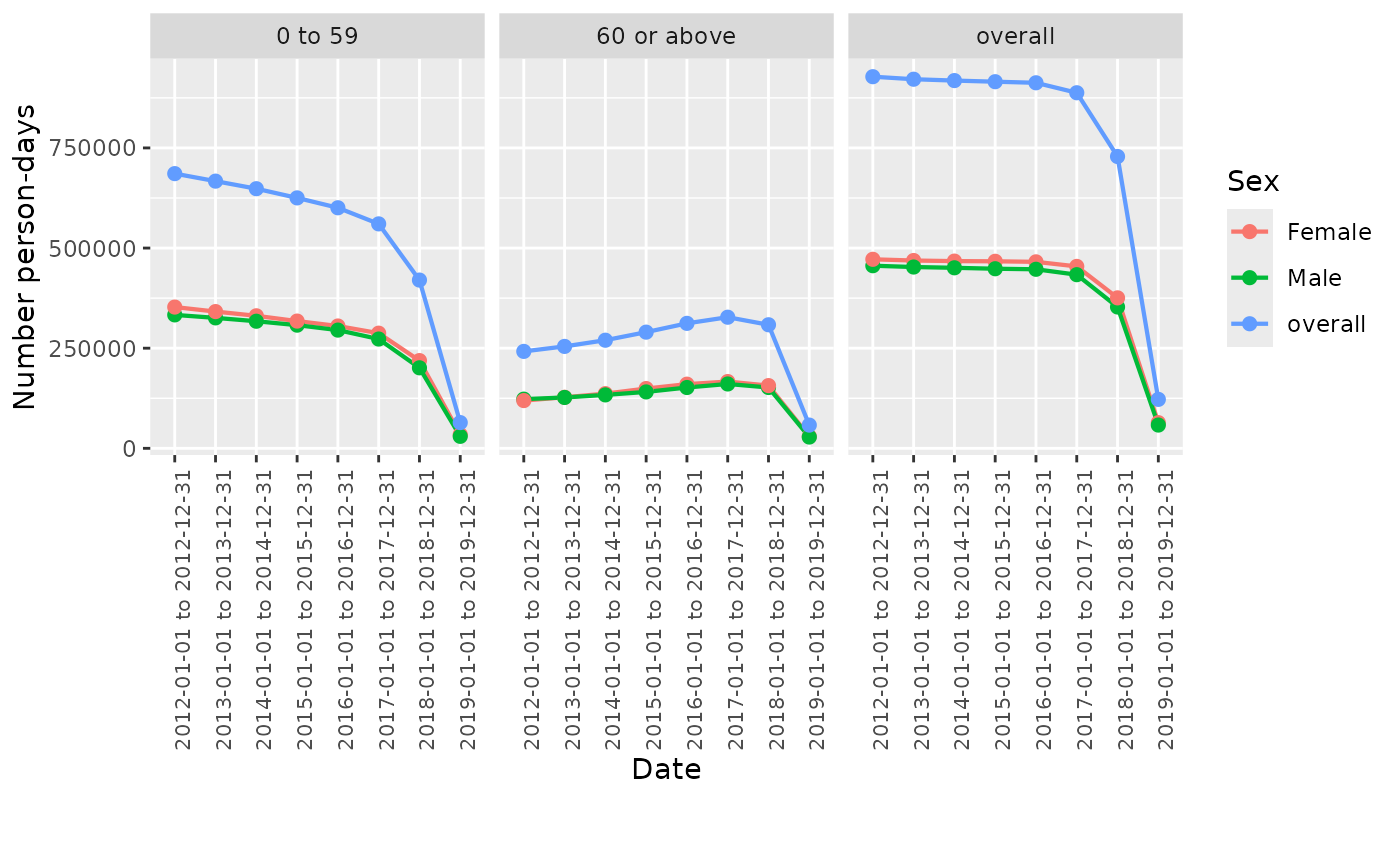 0 to 59
60 or above
overall
Number person-days
750000
500000
250000
0
2012-01-01 to 2012-12-31
2013-01-01 to 2013-12-31
2014-01-01 to 2014-12-31
2015-01-01 to 2015-12-31
2016-01-01 to 2016-12-31
2017-01-01 to 2017-12-31
2018-01-01 to 2018-12-31
2019-01-01 to 2019-12-31
2012-01-01 to 2012-12-31
2013-01-01 to 2013-12-31
2014-01-01 to 2014-12-31
2015-01-01 to 2015-12-31
2016-01-01 to 2016-12-31
2017-01-01 to 2017-12-31
2018-01-01 to 2018-12-31
2019-01-01 to 2019-12-31
2012-01-01 to 2012-12-31
2013-01-01 to 2013-12-31
2014-01-01 to 2014-12-31
2015-01-01 to 2015-12-31
2016-01-01 to 2016-12-31
2017-01-01 to 2017-12-31
2018-01-01 to 2018-12-31
2019-01-01 to 2019-12-31
Date
Sex
Female
Male
overall